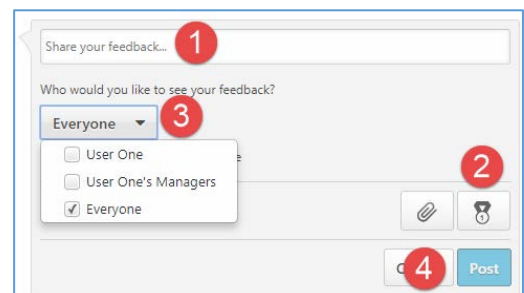 Share your feedback... 1
Who would you like to see your feedback?
Everyone 3
User One
User One's Managers
Everyone
2
1
4 Post